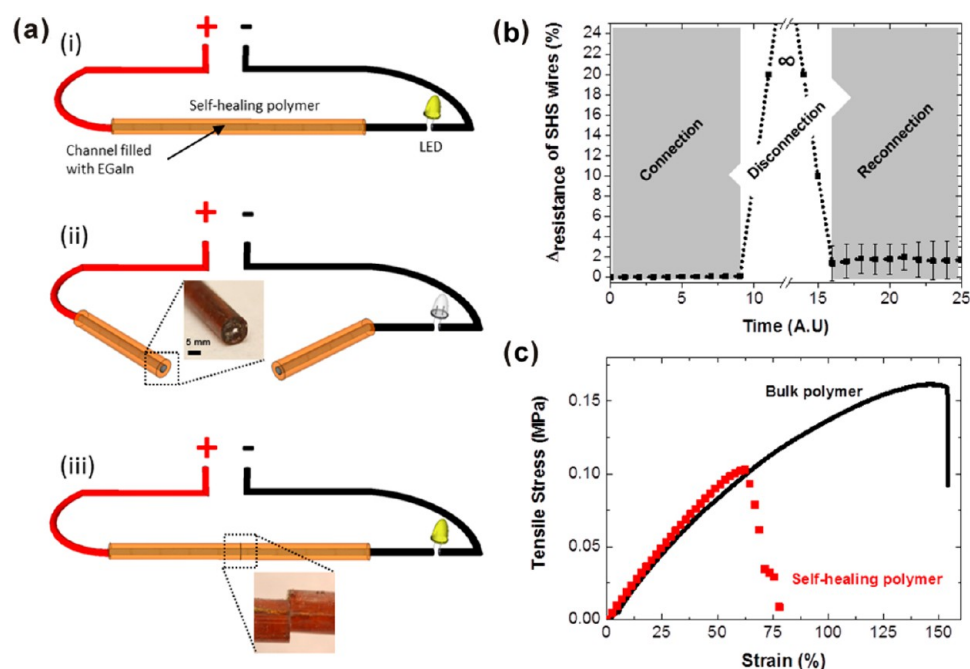 (a)
(i)
+ -
Self-healing polymer
Channel filled
with EGaIn
LED
(ii)
+ -
5 mm
(iii)
+ -
(b)
Δresistance of SHS wires (%)
24
22
20
18
16
14
12
10
8
6
4
2
0
∞
Connection
Disconnection
Reconnection
0 5 10 15 20 25
Time (A.U)
(c)
Tensile Stress (MPa)
0.15
0.10
0.05
0.00
Bulk polymer
Self-healing polymer
0 25 50 75 100 125 150
Strain (%)